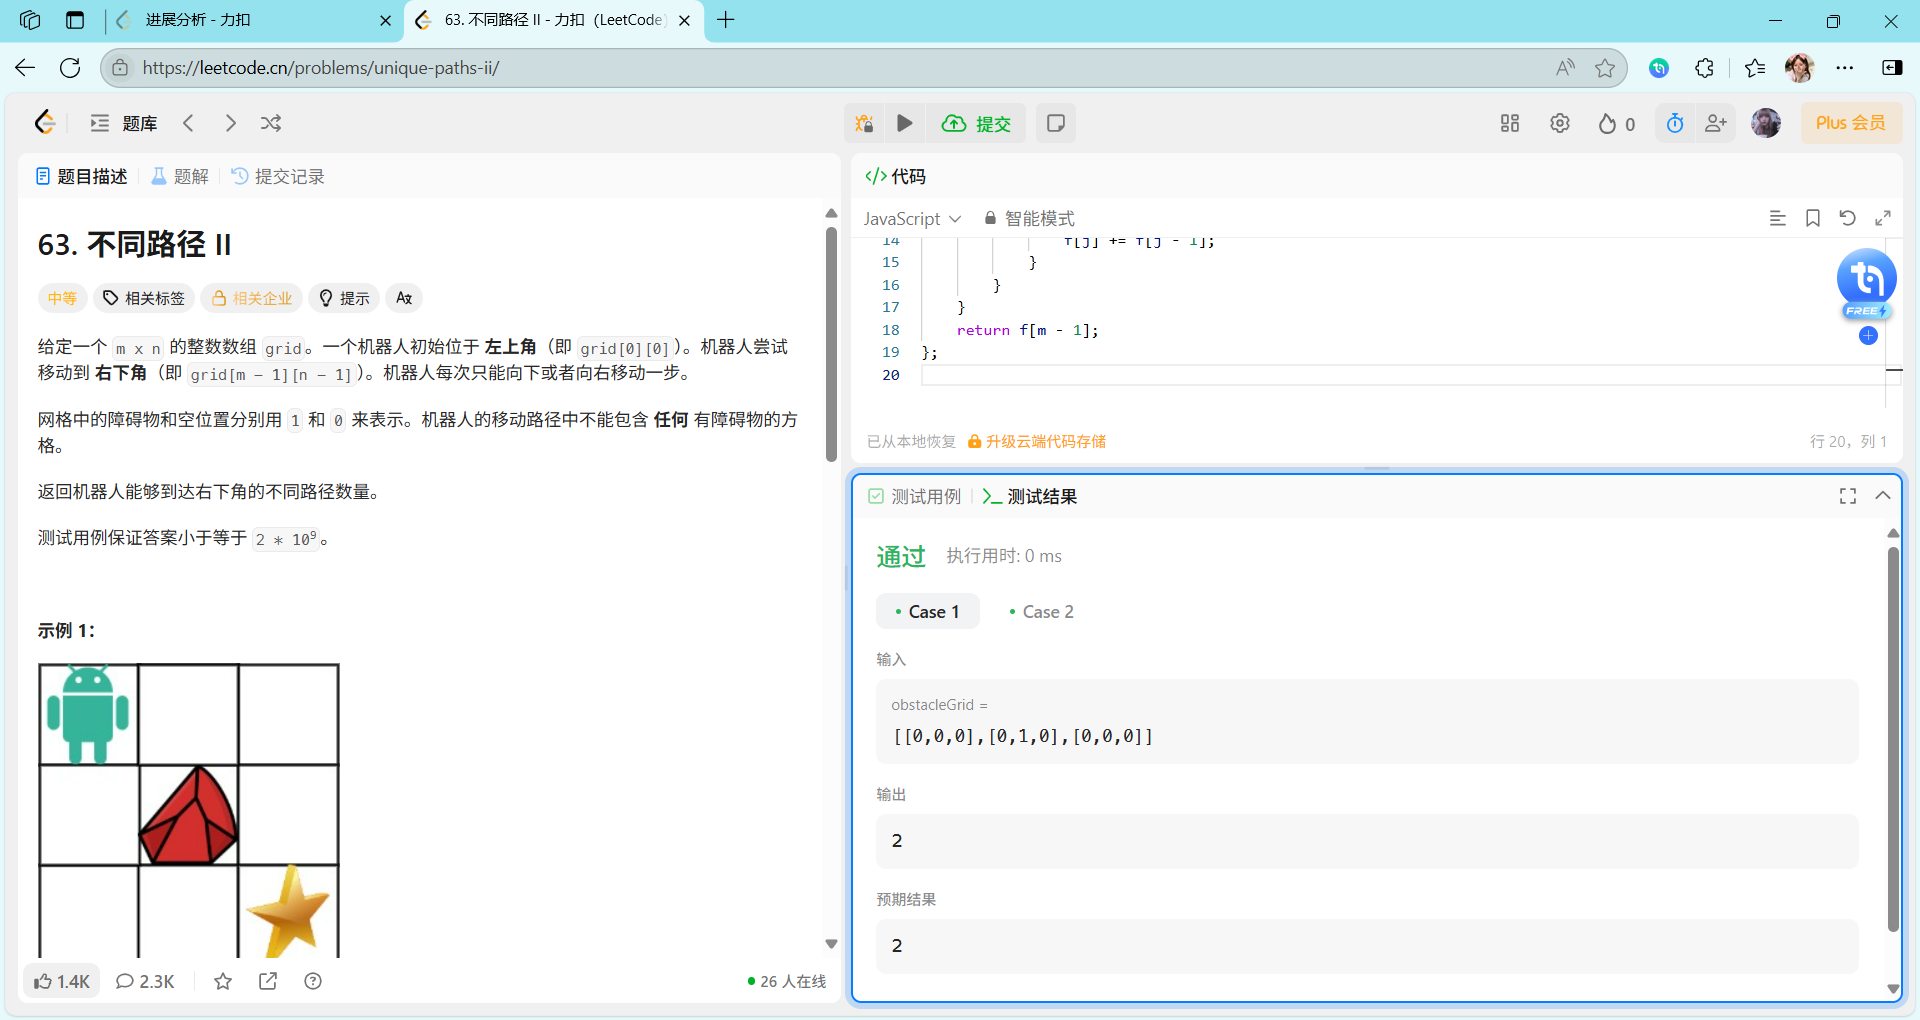 进展分析 - 力扣
63. 不同路径 II - 力扣（LeetCode）
https://leetcode.cn/problems/unique-paths-ii/
题库
提交
0
Plus 会员
题目描述
题解
提交记录
63. 不同路径 II
中等
相关标签
相关企业
提示
给定一个 m x n 的整数数组 grid。一个机器人初始位于 左上角（即 grid[0][0]）。机器人尝试
移动到 右下角（即 grid[m - 1][n - 1]）。机器人每次只能向下或者向右移动一步。
网格中的障碍物和空位置分别用 1 和 0 来表示。机器人的移动路径中不能包含 任何 有障碍物的方
格。
返回机器人能够到达右下角的不同路径数量。
测试用例保证答案小于等于 2 * 10⁹。
示例 1：
1.4K
2.3K
26 人在线
</> 代码
JavaScript
智能模式
14 f[j] += f[j - 1];
15 }
16 }
17 }
18 return f[m - 1];
19 };
20
FREE
已从本地恢复
升级云端代码存储
行 20，列 1
测试用例
测试结果
通过
执行用时: 0 ms
Case 1
Case 2
输入
obstacleGrid =
[[0,0,0],[0,1,0],[0,0,0]]
输出
2
预期结果
2